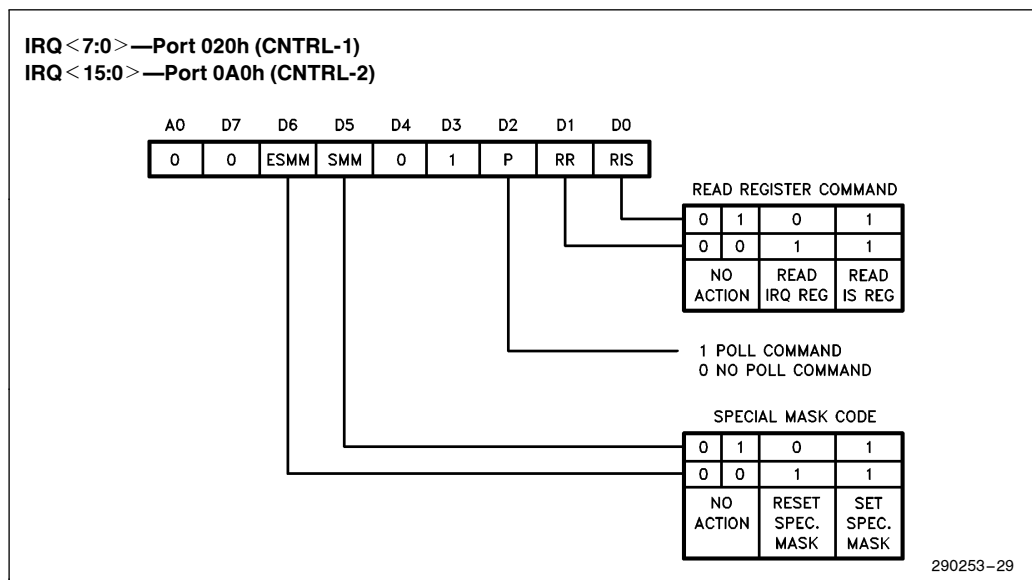 IRQ<7:0>—Port 020h (CNTRL-1)
IRQ<15:0>—Port 0A0h (CNTRL-2)
A0 D7 D6 D5 D4 D3 D2 D1 D0
0 0 ESMM SMM 0 1 P RR RIS
READ REGISTER COMMAND
0 1 0 1
0 0 1 1
NO ACTION
READ IRQ REG
READ IS REG
1 POLL COMMAND
0 NO POLL COMMAND
SPECIAL MASK CODE
0 1 0 1
0 0 1 1
NO ACTION
RESET SPEC. MASK
SET SPEC. MASK
290253–29